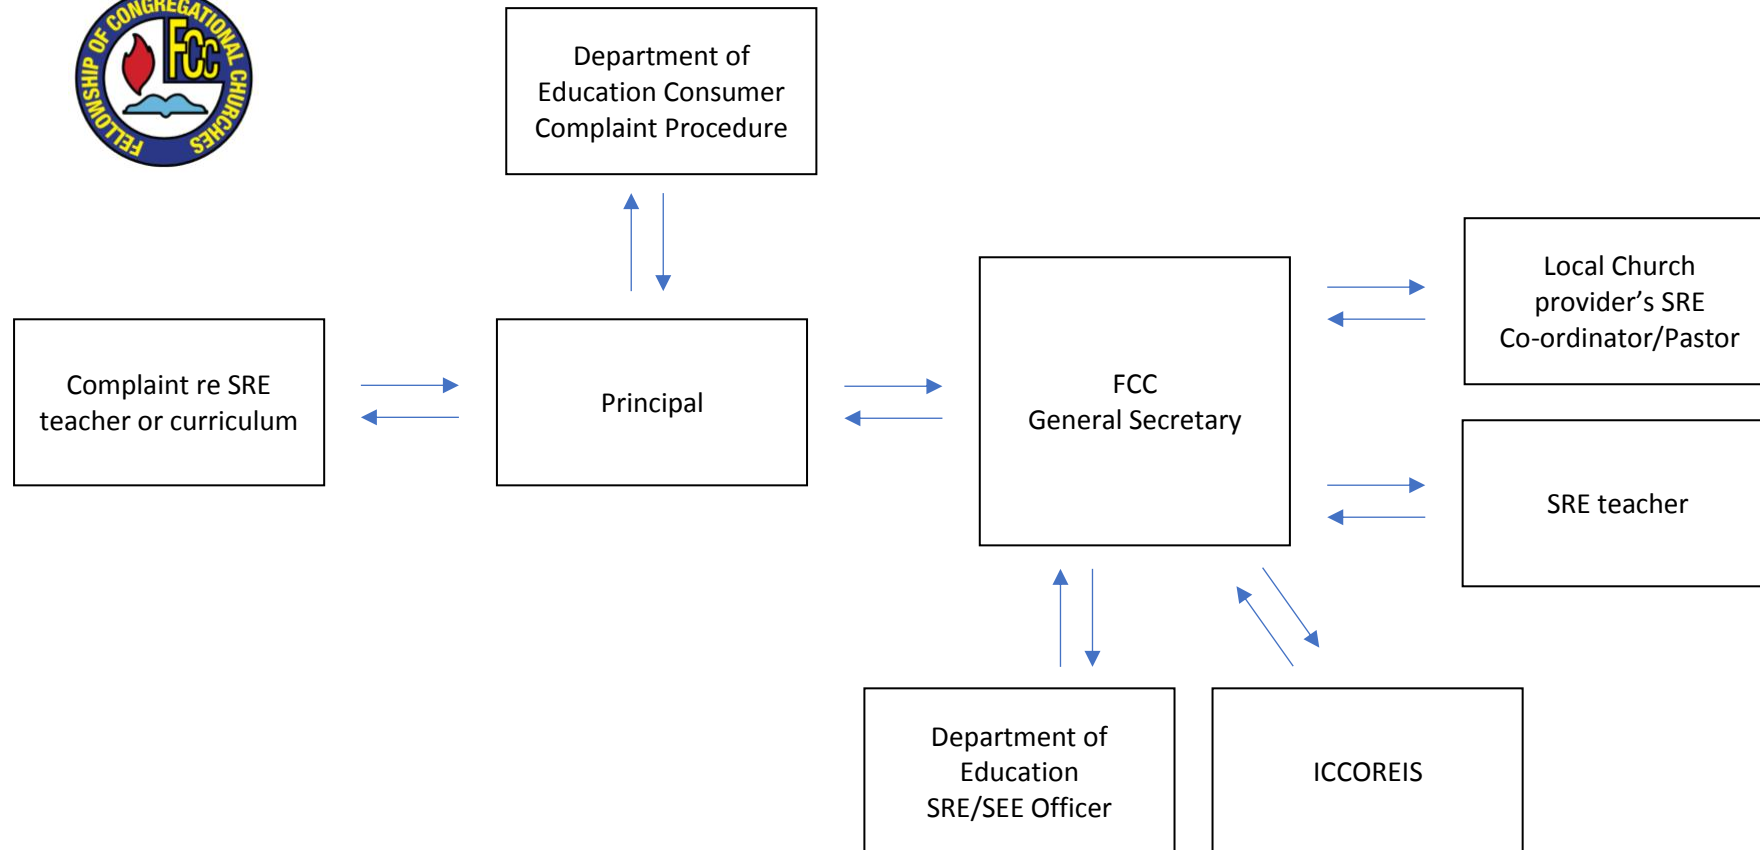 FELLOWSHIP OF CONGREGATIONAL CHURCHES
FCC
Department of
Education Consumer
Complaint Procedure
Complaint re SRE
teacher or curriculum
Principal
FCC
General Secretary
Local Church
provider’s SRE
Co-ordinator/Pastor
SRE teacher
Department of
Education
SRE/SEE Officer
ICCOREIS